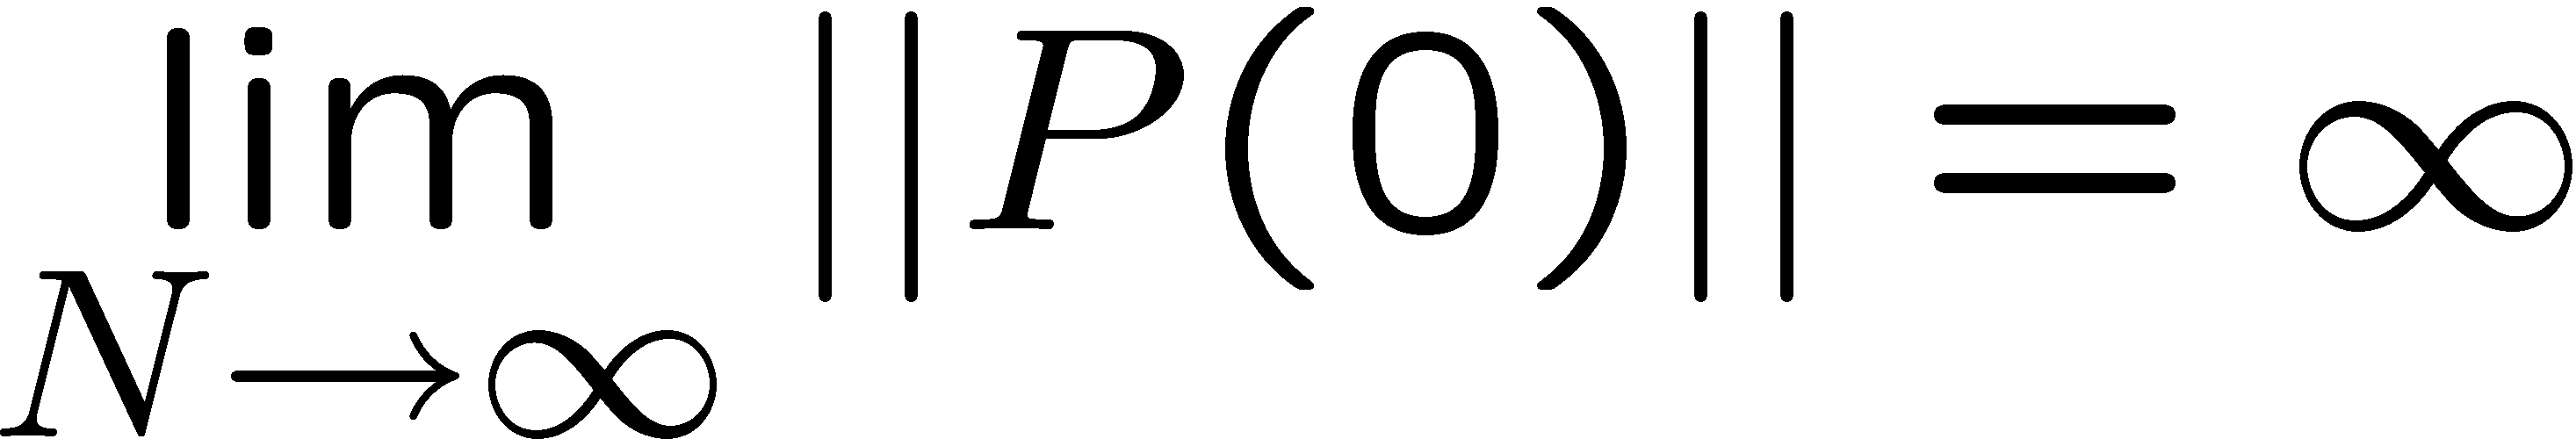 lim ||P(0)|| = ∞
N→∞